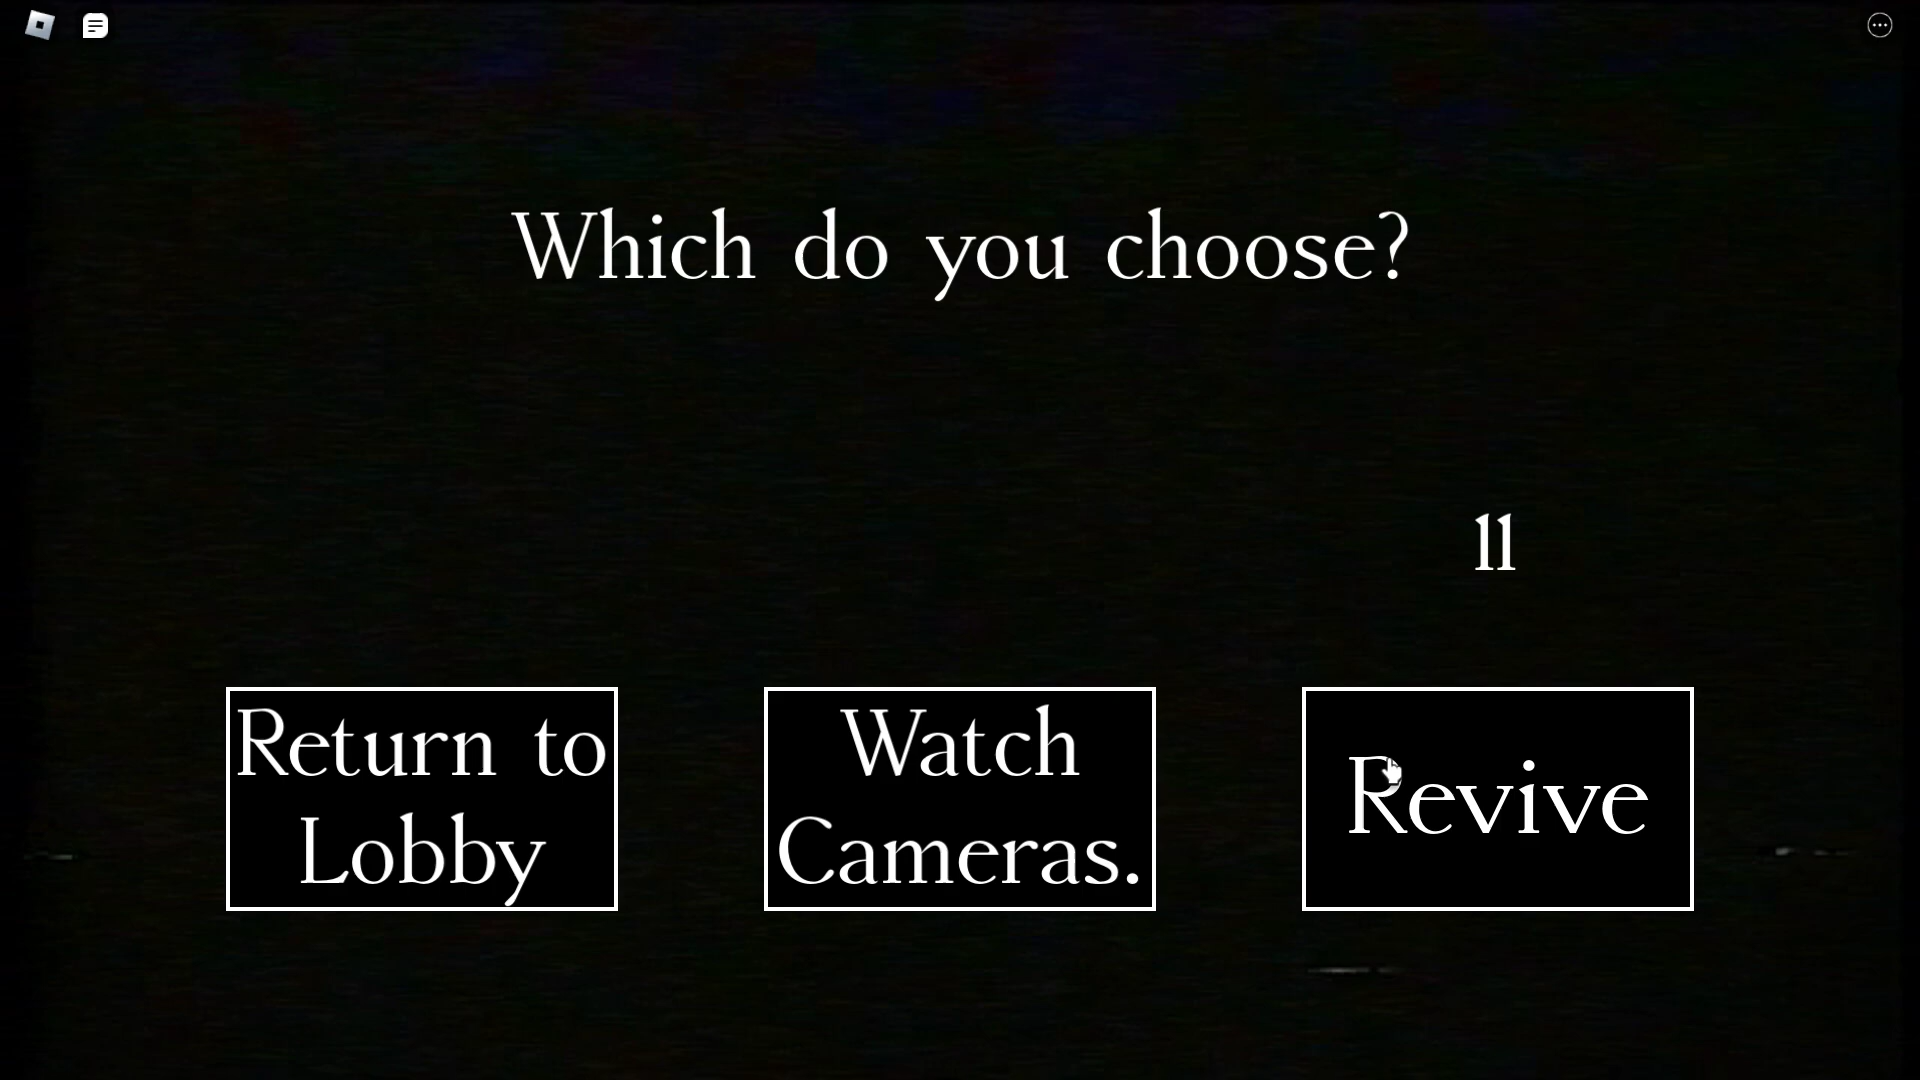 Which do you choose?
11
Return to
Lobby
Watch
Cameras.
Revive